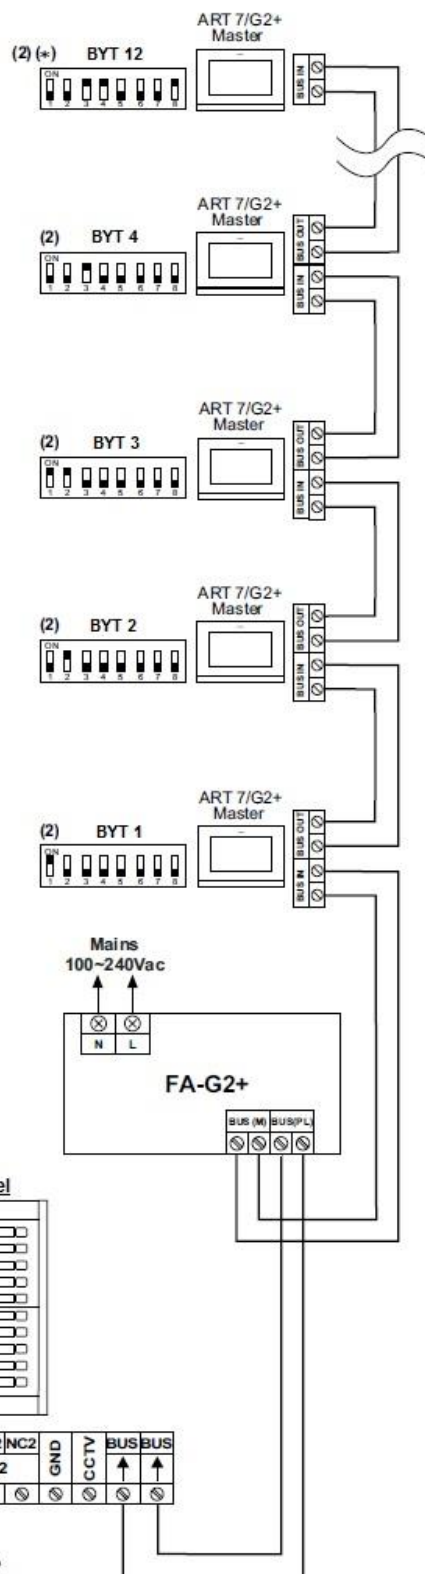 ART 7/G2+
Master
(2) (*) BYT 12
ON
1 2 3 4 5 6 7 8
BUS IN
ART 7/G2+
Master
(2) BYT 4
ON
1 2 3 4 5 6 7 8
BUS OUT
BUS IN
ART 7/G2+
Master
(2) BYT 3
ON
1 2 3 4 5 6 7 8
BUS OUT
BUS IN
ART 7/G2+
Master
(2) BYT 2
ON
1 2 3 4 5 6 7 8
BUS OUT
BUS IN
ART 7/G2+
Master
(2) BYT 1
ON
1 2 3 4 5 6 7 8
BUS OUT
BUS IN
Mains
100~240Vac
N L
FA-G2+
BUS (M) BUS(PL)
el
2 NC2 GND CCTV BUS BUS
2